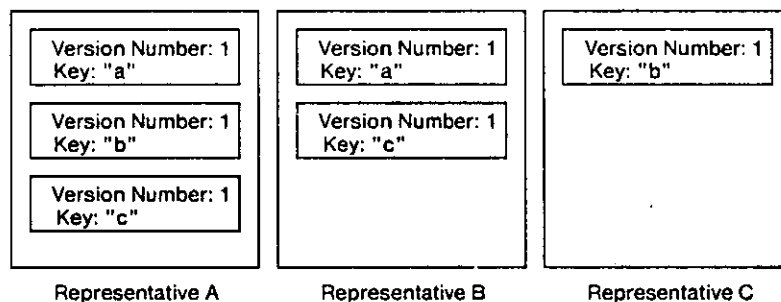 Version Number: 1
Key: "a"
Version Number: 1
Key: "b"
Version Number: 1
Key: "c"
Representative A
Version Number: 1
Key: "a"
Version Number: 1
Key: "c"
Representative B
Version Number: 1
Key: "b"
Representative C